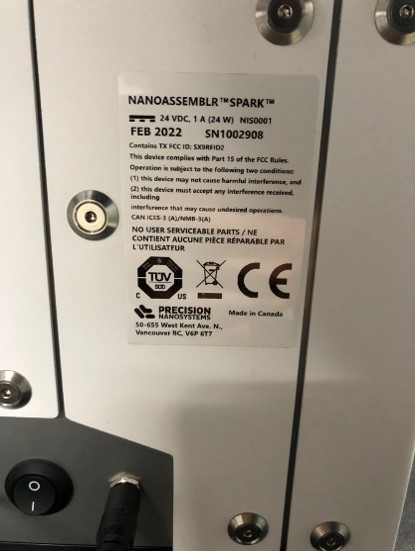 NANOASSEMBLR™SPARK™
24 VDC, 1 A (24 W) NIS0001
FEB 2022 SN1002908
Contains TX FCC ID: SX9RFID2
This device complies with Part 15 of the FCC Rules.
Operation is subject to the following two conditions:
(1) this device may not cause harmful interference, and
(2) this device must accept any interference received,
including
interference that may cause undesired operations.
CAN ICES-3 (A)/NMB-3(A)
NO USER SERVICEABLE PARTS / NE
CONTIENT AUCUNE PIÈCE RÉPARABLE PAR
L'UTILISATEUR
TÜV
SÜD
C US
CE
PRECISION
NANOSYSTEMS
Made in Canada
50-655 West Kent Ave. N.,
Vancouver BC, V6P 6T7